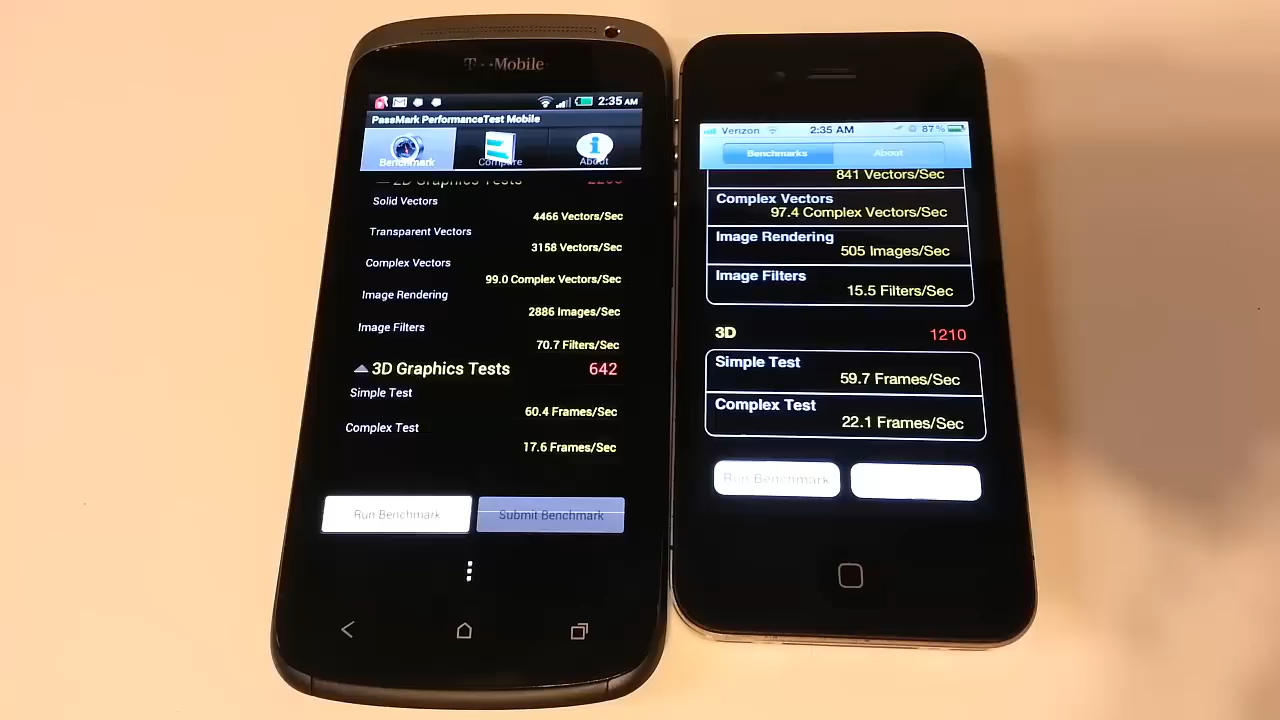 T··Mobile
2:35 AM
PassMark PerformanceTest Mobile
Benchmark
Compare
About
2D Graphics Tests
Solid Vectors
4466 Vectors/Sec
Transparent Vectors
3158 Vectors/Sec
Complex Vectors
99.0 Complex Vectors/Sec
Image Rendering
2886 Images/Sec
Image Filters
70.7 Filters/Sec
3D Graphics Tests 642
Simple Test
60.4 Frames/Sec
Complex Test
17.6 Frames/Sec
Run Benchmark
Submit Benchmark
Verizon 2:35 AM 87%
Benchmarks
About
841 Vectors/Sec
Complex Vectors
97.4 Complex Vectors/Sec
Image Rendering
505 Images/Sec
Image Filters
15.5 Filters/Sec
3D 1210
Simple Test
59.7 Frames/Sec
Complex Test
22.1 Frames/Sec
Run Benchmark